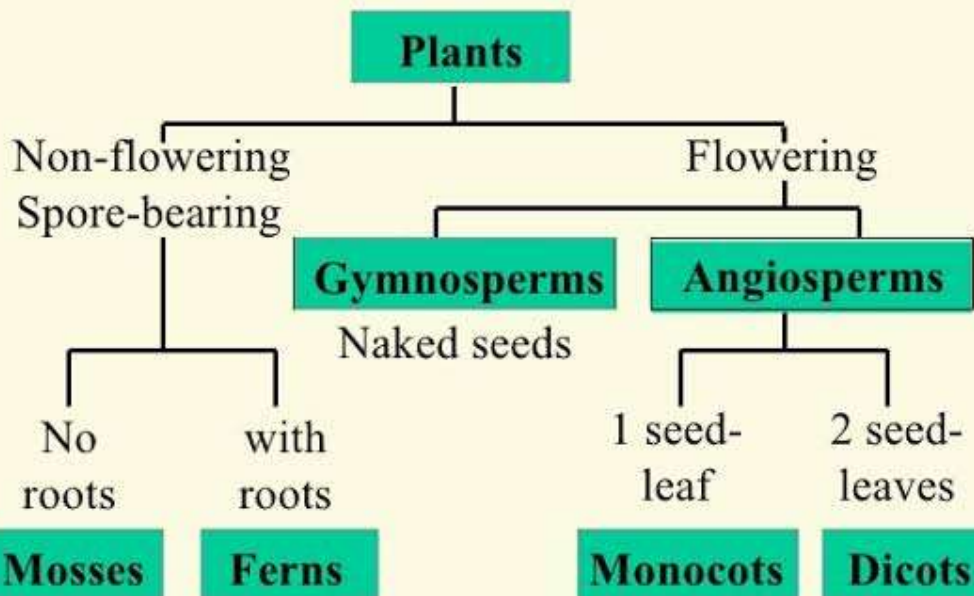 Plants
Non-flowering
Spore-bearing
Flowering
Gymnosperms
Naked seeds
Angiosperms
No
roots
with
roots
1 seed-
leaf
2 seed-
leaves
Mosses
Ferns
Monocots
Dicots